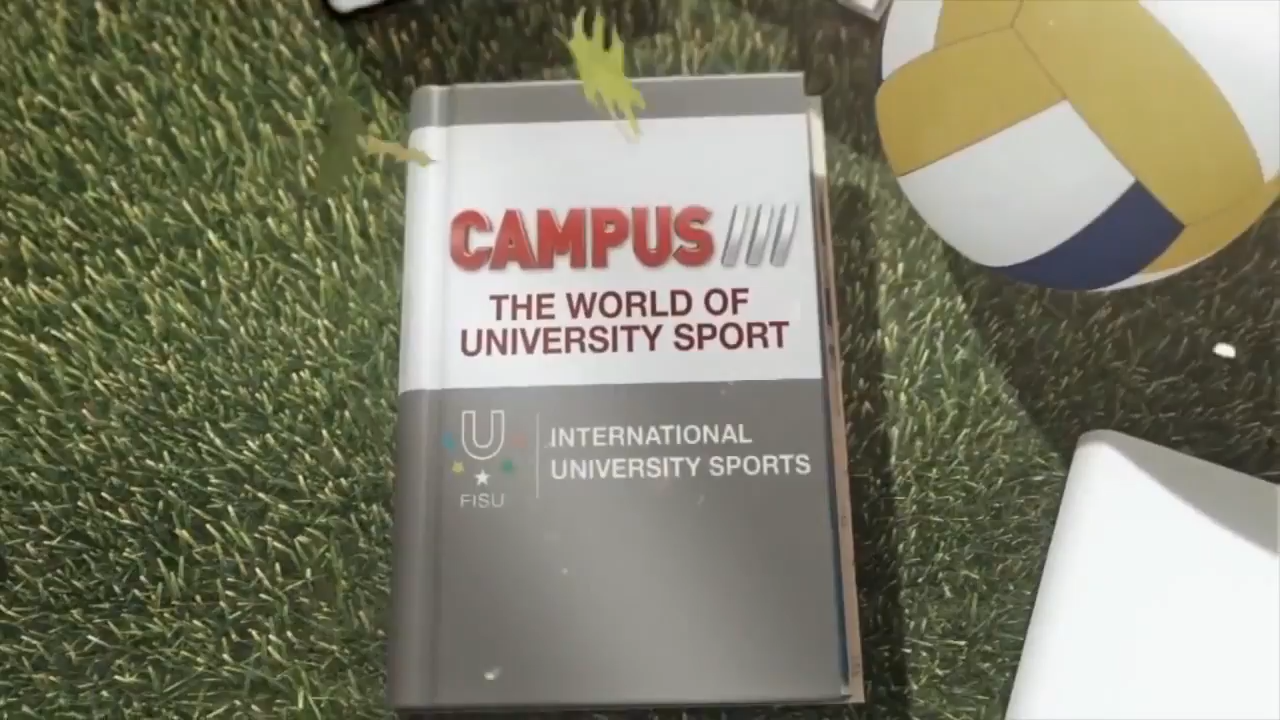 CAMPUS
THE WORLD OF
UNIVERSITY SPORT
U
FISU
INTERNATIONAL
UNIVERSITY SPORTS